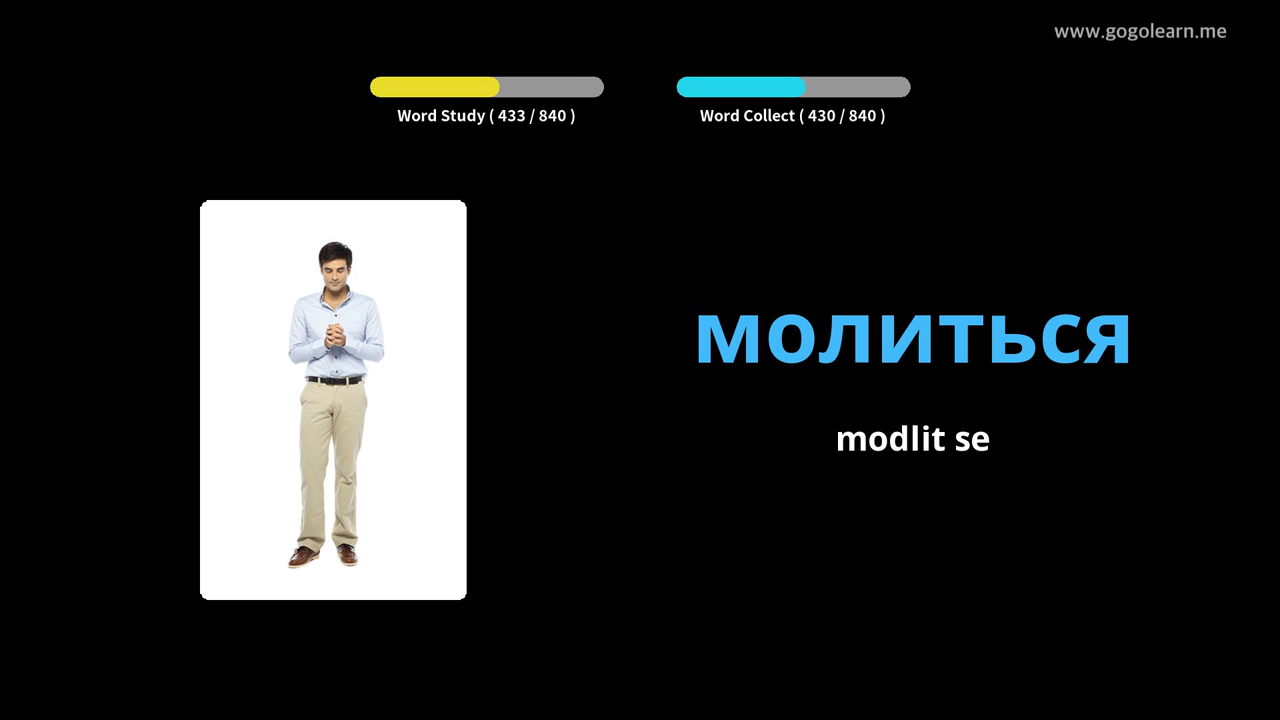 www.gogolearn.me
Word Study ( 433 / 840 )
Word Collect ( 430 / 840 )
молиться
modlit se